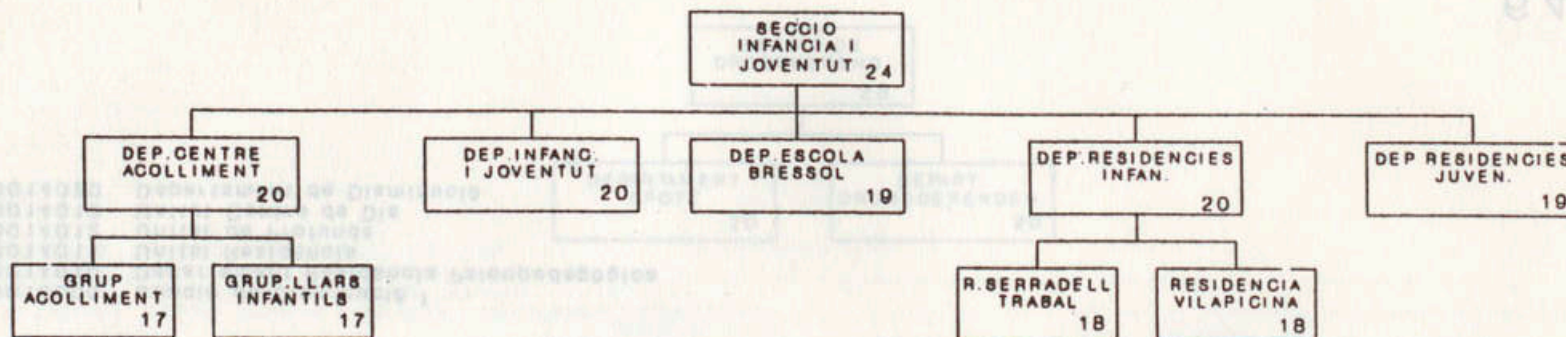 SECCIO
INFANCIA I
JOVENTUT 24
DEP.CENTRE
ACOLLIMENT
20
DEP.INFANC.
I JOVENTUT
20
DEP.ESCOLA
BRESSOL
19
DEP.RESIDENCIES
INFAN.
20
DEP RESIDENCIES
JUVEN.
19
GRUP
ACOLLIMENT
17
GRUP.LLARS
INFANTILS
17
R.SERRADELL
TRABAL
18
RESIDENCIA
VILAPICINA
18